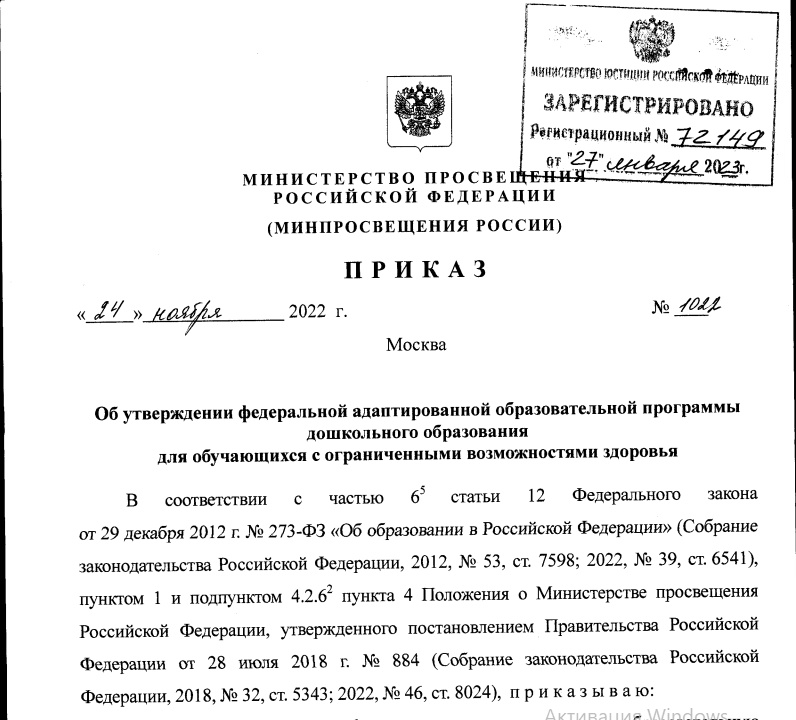 МИНИСТЕРСТВО ЮСТИЦИИ РОССИЙСКОЙ ФЕДЕРАЦИИ
ЗАРЕГИСТРИРОВАНО
Регистрационный № 72149
от "27" января 2023г.
МИНИСТЕРСТВО ПРОСВЕЩЕНИЯ
РОССИЙСКОЙ ФЕДЕРАЦИИ
(МИНПРОСВЕЩЕНИЯ РОССИИ)
ПРИКАЗ
«24» ноября 2022 г. № 1022
Москва
Об утверждении федеральной адаптированной образовательной программы
дошкольного образования
для обучающихся с ограниченными возможностями здоровья
В соответствии с частью 6⁵ статьи 12 Федерального закона
от 29 декабря 2012 г. № 273-ФЗ «Об образовании в Российской Федерации» (Собрание
законодательства Российской Федерации, 2012, № 53, ст. 7598; 2022, № 39, ст. 6541),
пунктом 1 и подпунктом 4.2.6² пункта 4 Положения о Министерстве просвещения
Российской Федерации, утвержденного постановлением Правительства Российской
Федерации от 28 июля 2018 г. № 884 (Собрание законодательства Российской
Федерации, 2018, № 32, ст. 5343; 2022, № 46, ст. 8024), приказываю:
Активация Windows